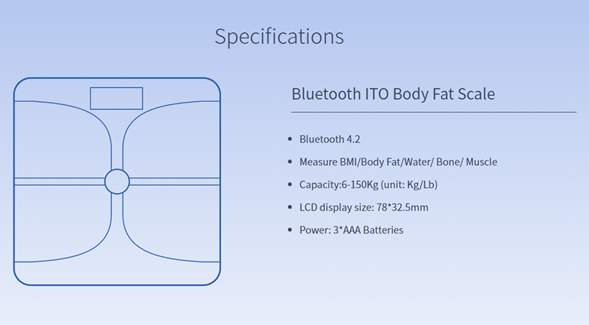 Specifications
Bluetooth ITO Body Fat Scale
Bluetooth 4.2
Measure BMI/Body Fat/Water/ Bone/ Muscle
Capacity:6-150Kg (unit: Kg/Lb)
LCD display size: 78*32.5mm
Power: 3*AAA Batteries